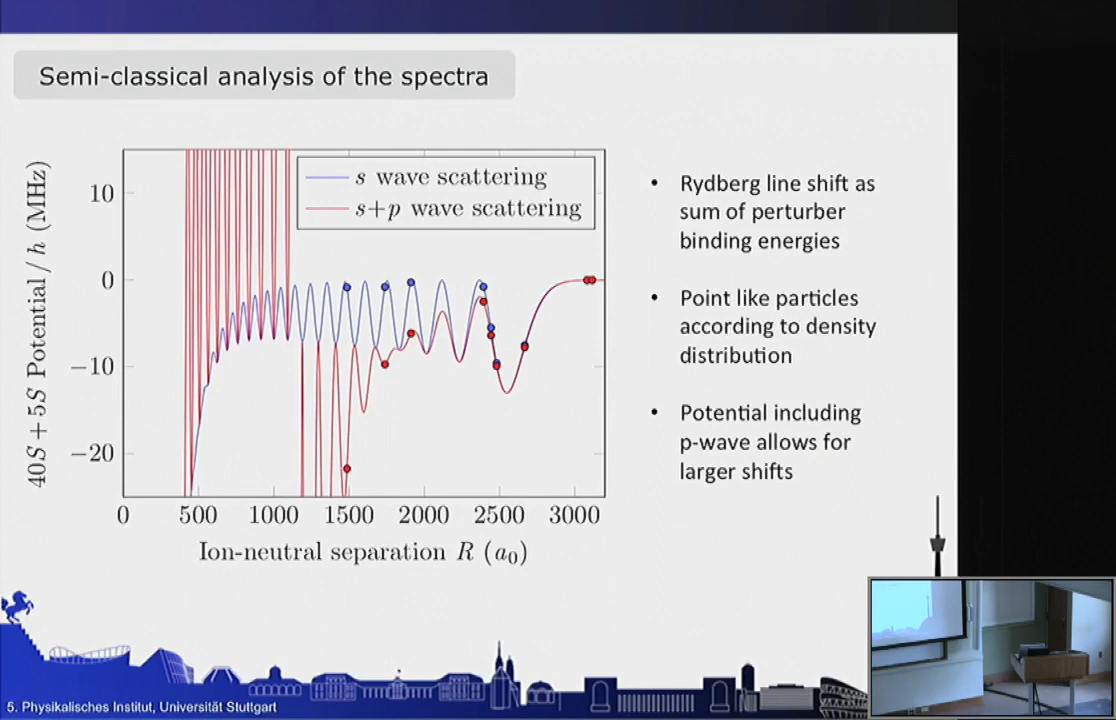 Semi-classical analysis of the spectra
40S + 5S Potential / h (MHz)
10
0
−10
−20
s wave scattering
s+p wave scattering
0 500 1000 1500 2000 2500 3000
Ion-neutral separation R (a0)
• Rydberg line shift as
sum of perturber
binding energies
• Point like particles
according to density
distribution
• Potential including
p-wave allows for
larger shifts
5. Physikalisches Institut, Universität Stuttgart